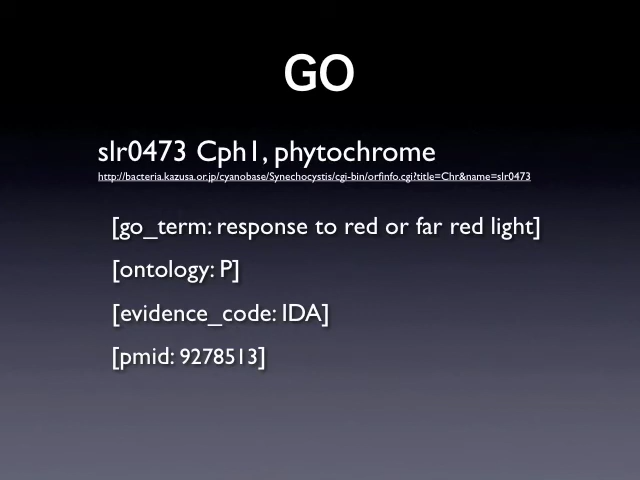 GO
slr0473 Cph1, phytochrome
http://bacteria.kazusa.or.jp/cyanobase/Synechocystis/cgi-bin/orfinfo.cgi?title=Chr&name=slr0473
[go_term: response to red or far red light]
[ontology: P]
[evidence_code: IDA]
[pmid: 9278513]